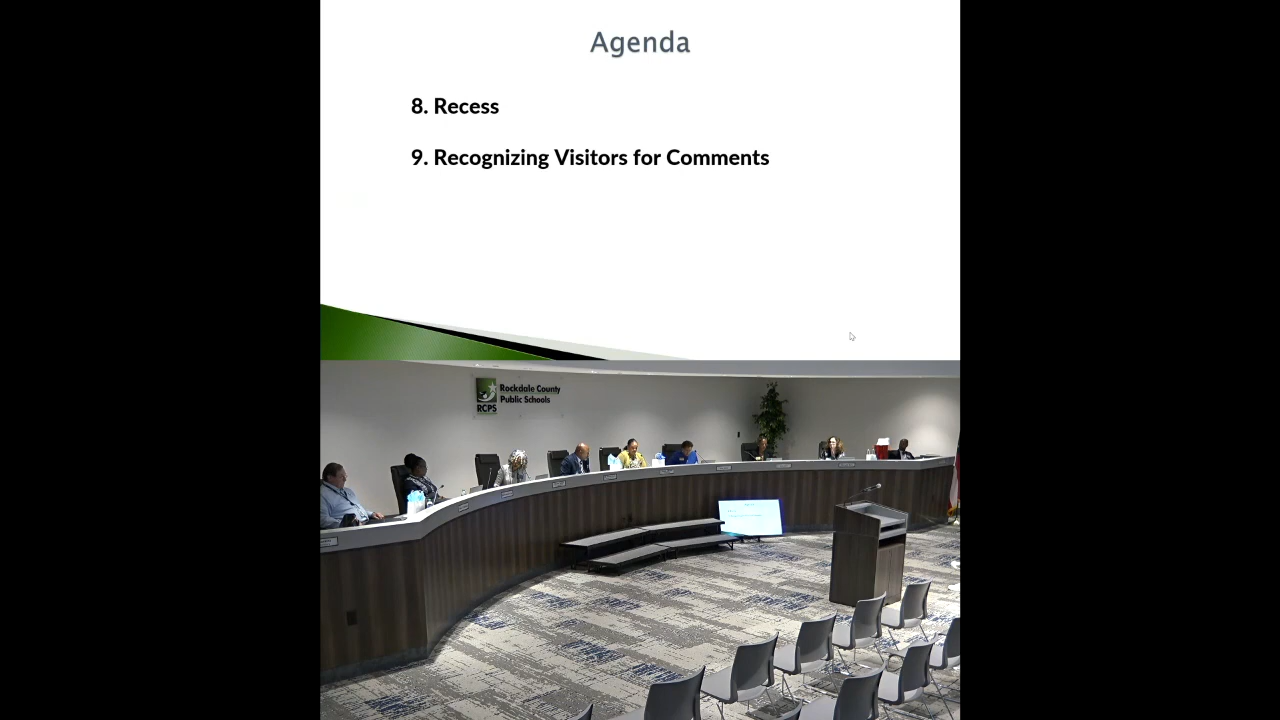 Agenda
8. Recess
9. Recognizing Visitors for Comments
Rockdale County
Public Schools
RCPS